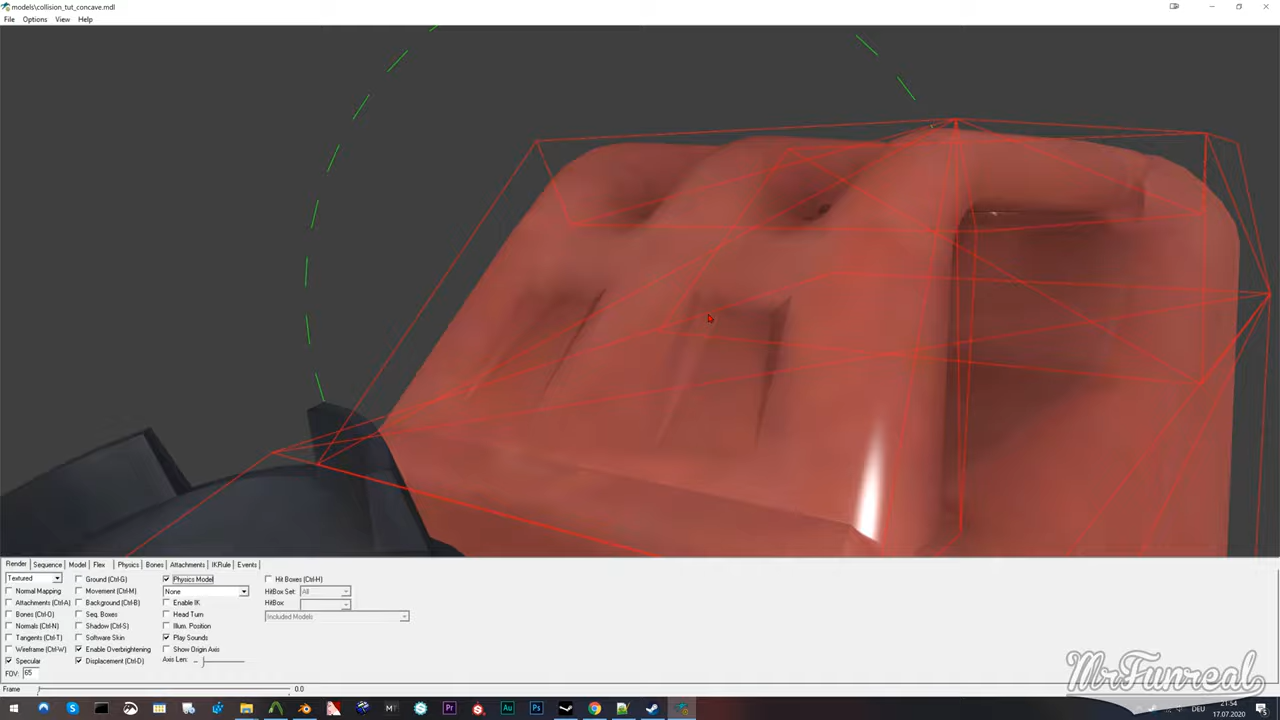 models\collision_tut_concave.mdl
File Options View Help
Render Sequence Model Flex Physics Bones Attachments IKRule Events
Textured Ground (Ctrl-G) Physics Model Hit Boxes (Ctrl-H)
Normal Mapping Movement (Ctrl-M) None HitBox Set: All
Attachments (Ctrl-A) Background (Ctrl-B) Enable IK HitBox:
Bones (Ctrl-O) Seq. Boxes Head Turn Included Models
Normals (Ctrl-N) Shadow (Ctrl-S) Illum. Position
Tangents (Ctrl-T) Software Skin Play Sounds
Wireframe (Ctrl-W) Enable Overbrightening Show Origin Axis
Specular Displacement (Ctrl-D) Axis Len:
FOV: 65
Frame 0.0
MrFunreal
MT Pr Au Ps DEU 21:54
17.07.2020